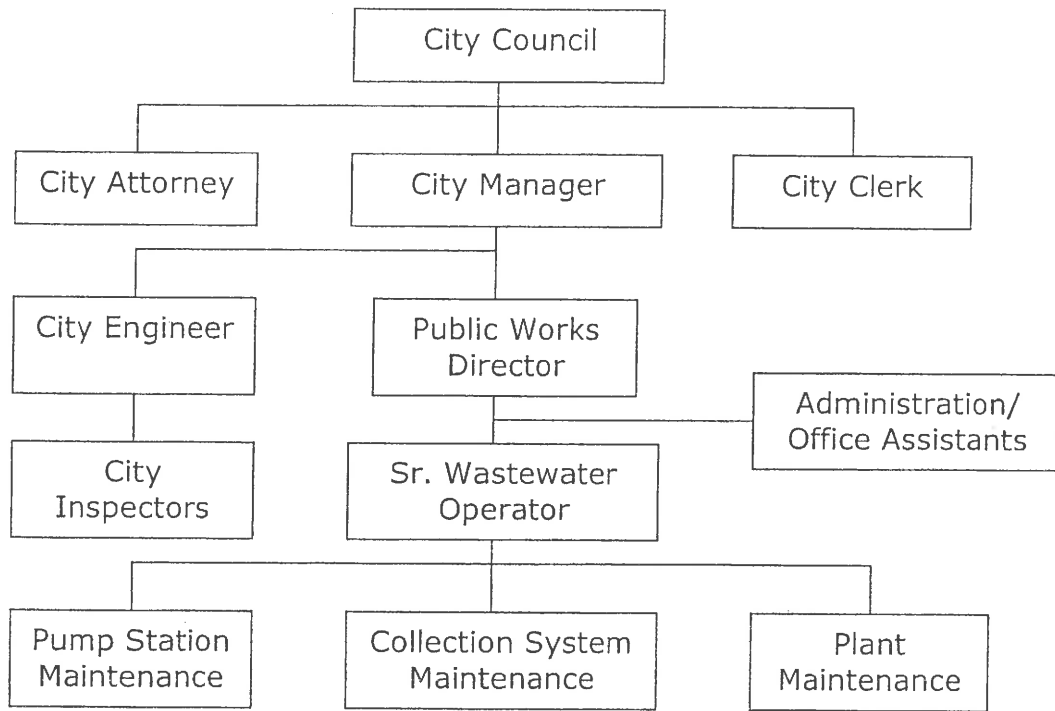 City Council
City Attorney
City Manager
City Clerk
City Engineer
Public Works
Director
Administration/
Office Assistants
City
Inspectors
Sr. Wastewater
Operator
Pump Station
Maintenance
Collection System
Maintenance
Plant
Maintenance